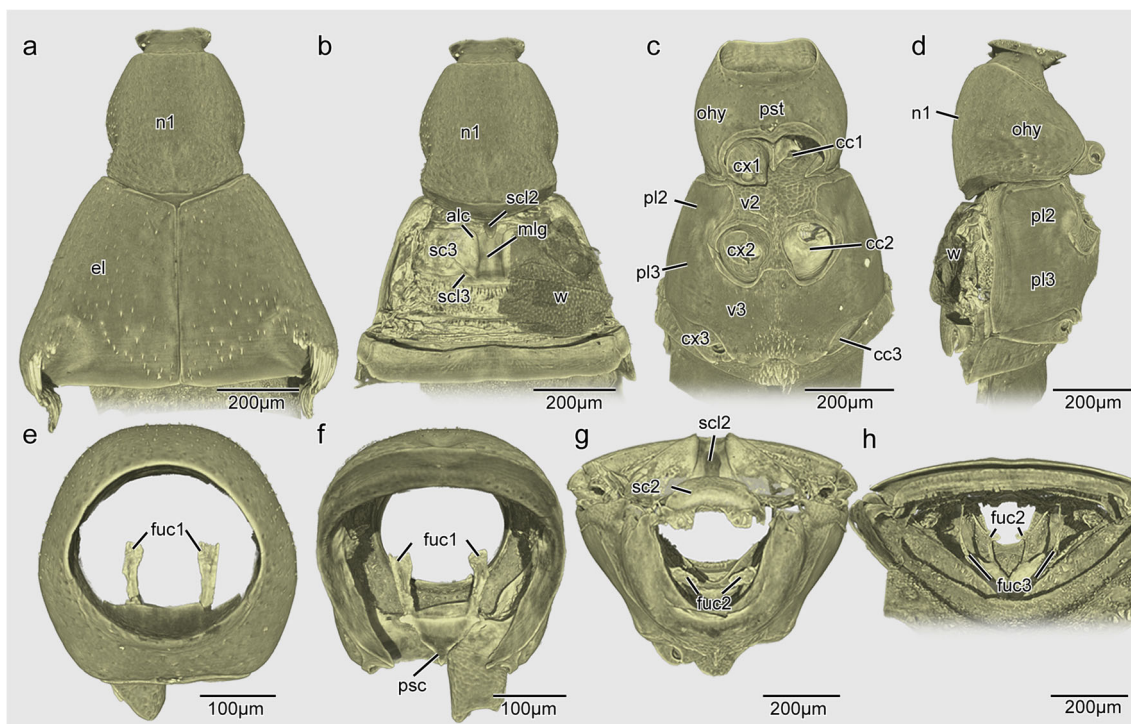 a
n1
el
200µm
b
n1
scl2
alc
mlg
sc3
scl3
w
200µm
c
ohy
pst
cc1
cx1
v2
pl2
cx2
cc2
pl3
v3
cx3
cc3
200µm
d
n1
ohy
pl2
w
pl3
200µm
e
fuc1
100µm
f
fuc1
psc
100µm
g
scl2
sc2
fuc2
200µm
h
fuc2
fuc3
200µm